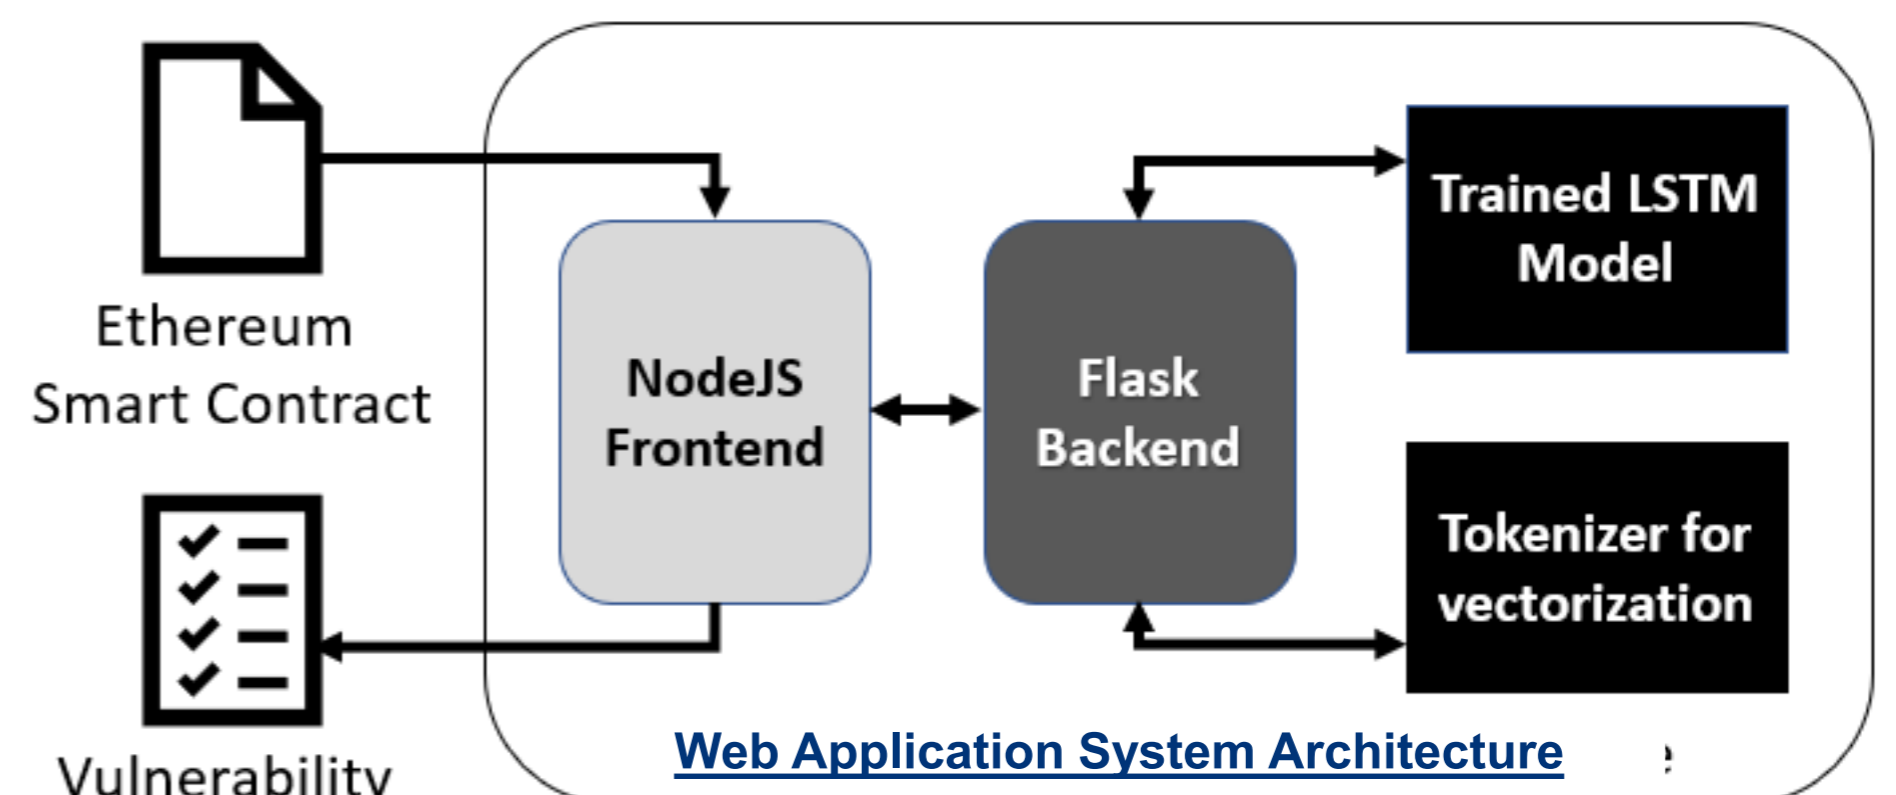 Ethereum
Smart Contract
NodeJS
Frontend
Flask
Backend
Trained LSTM
Model
Tokenizer for
vectorization
Vulnerability
Web Application System Architecture
e